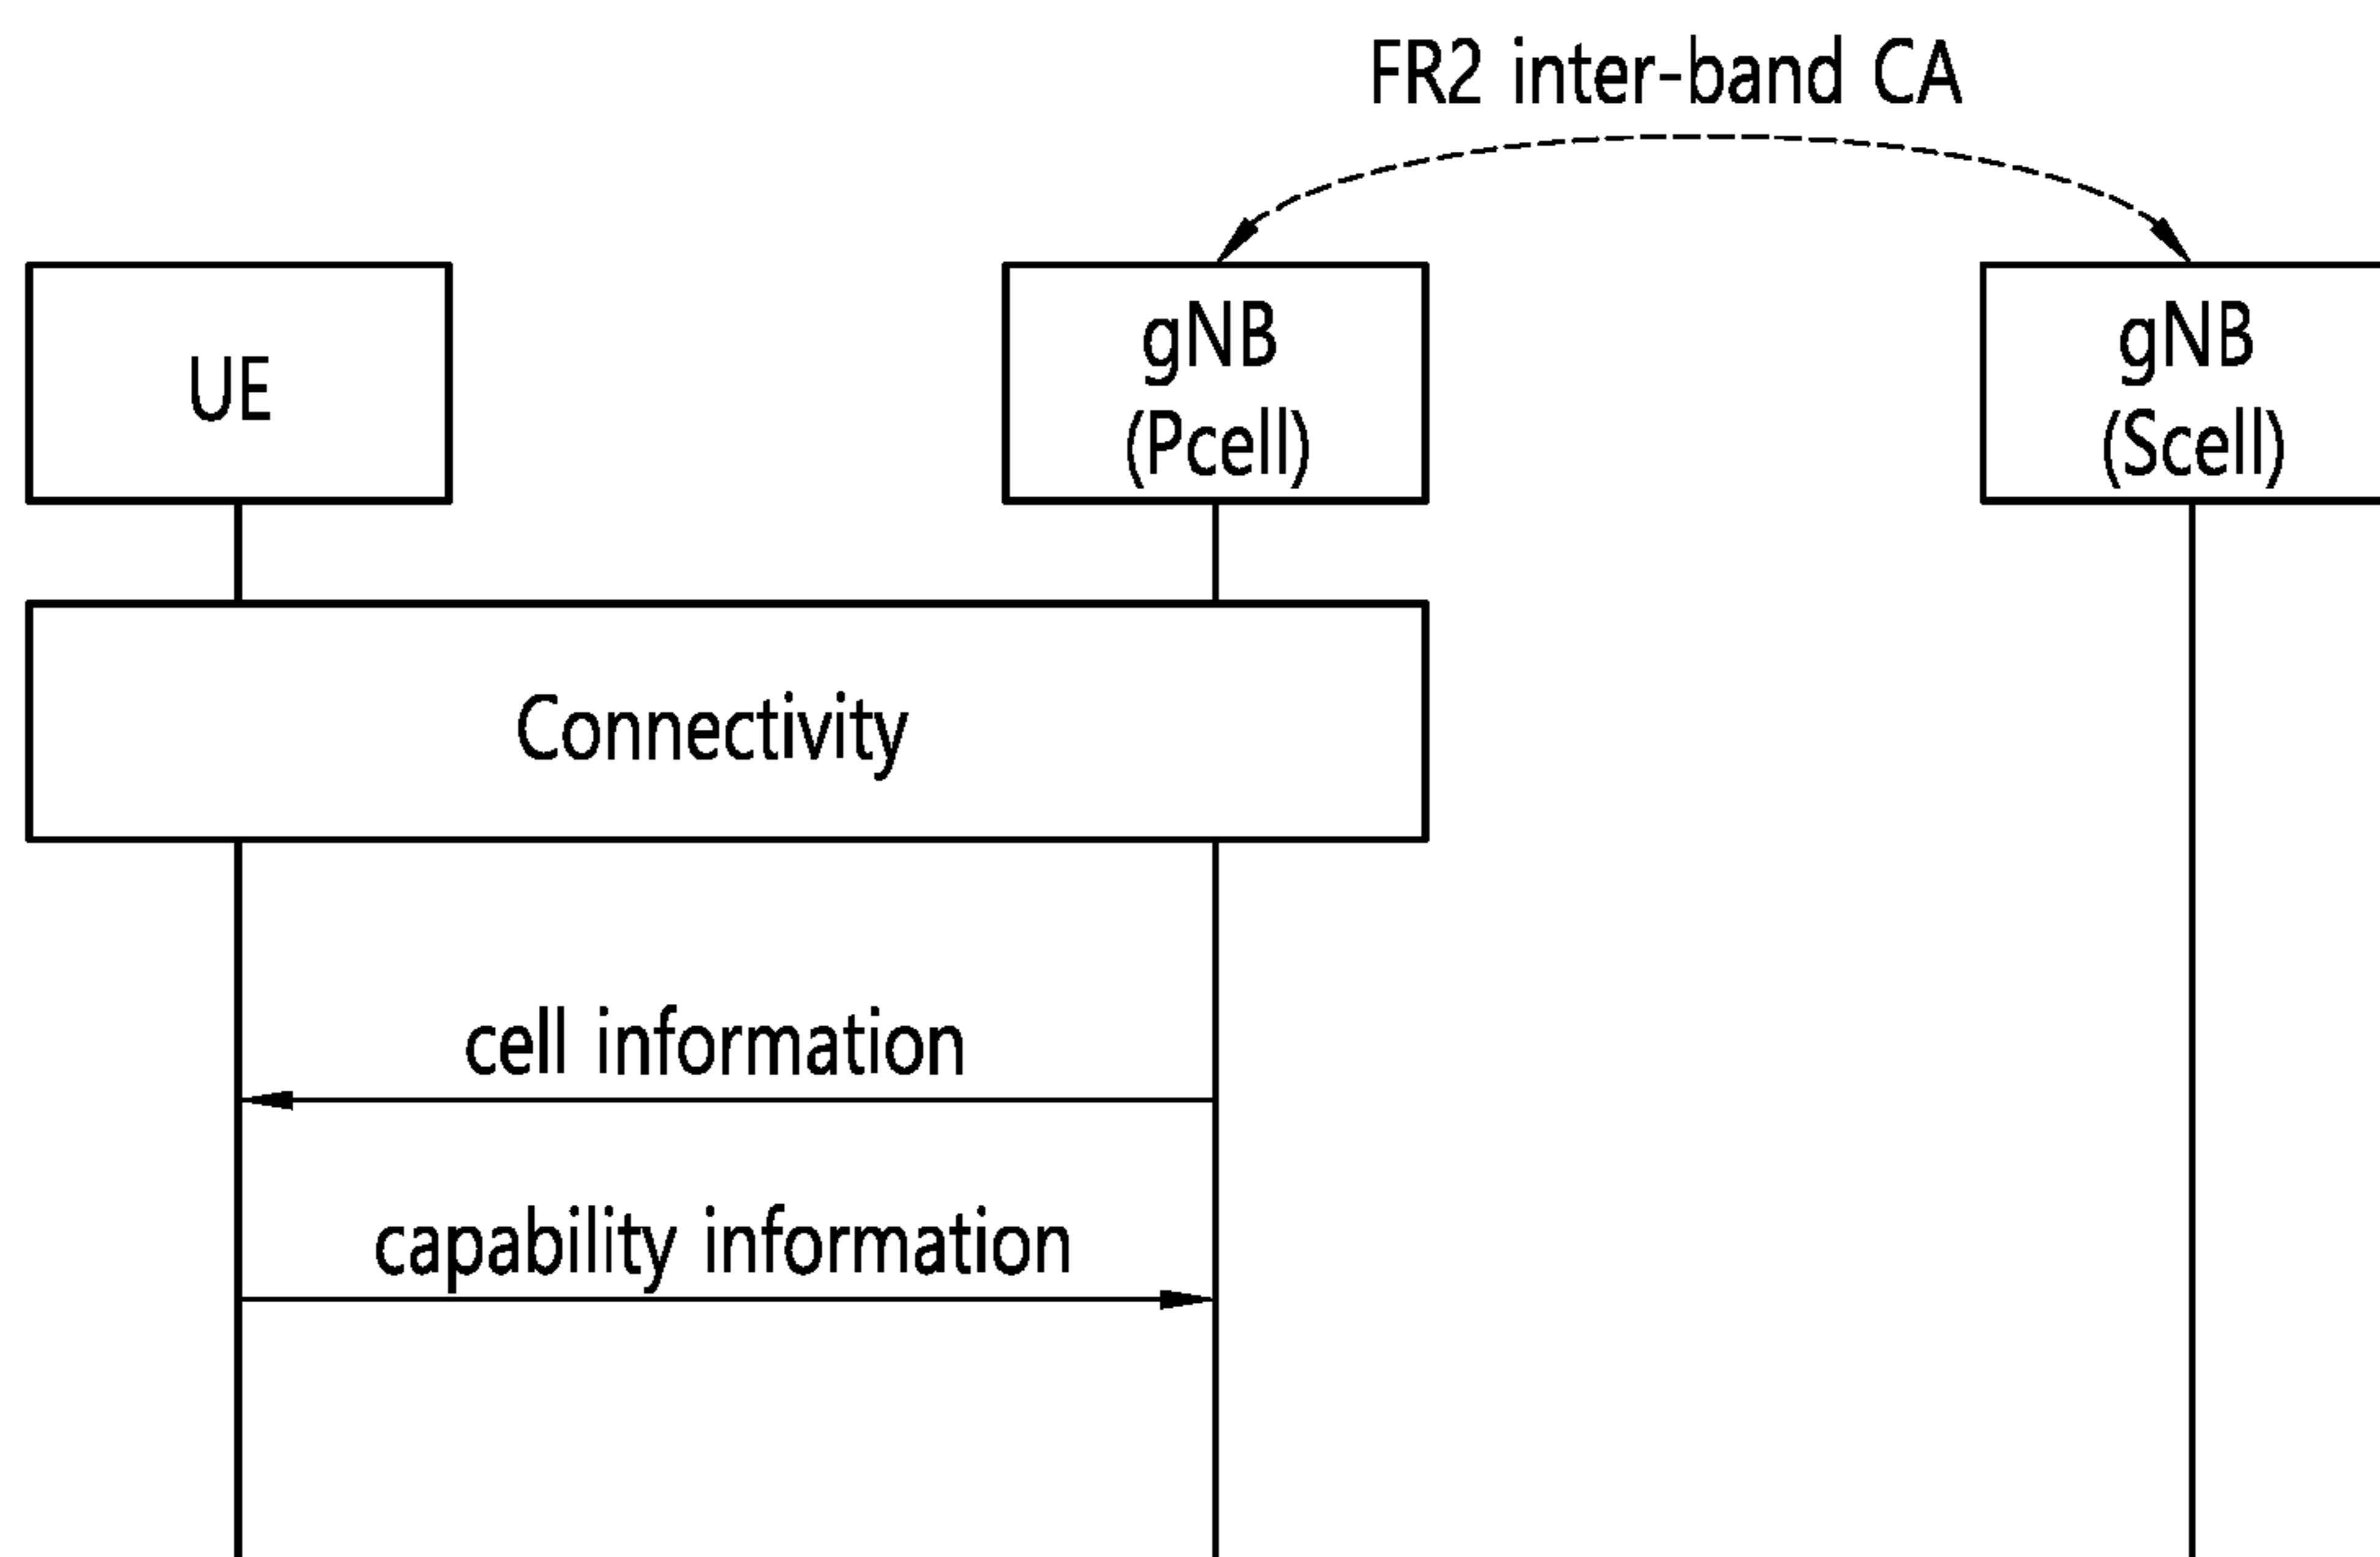 FR2 inter-band CA
UE
gNB
(Pcell)
gNB
(Scell)
Connectivity
cell information
capability information